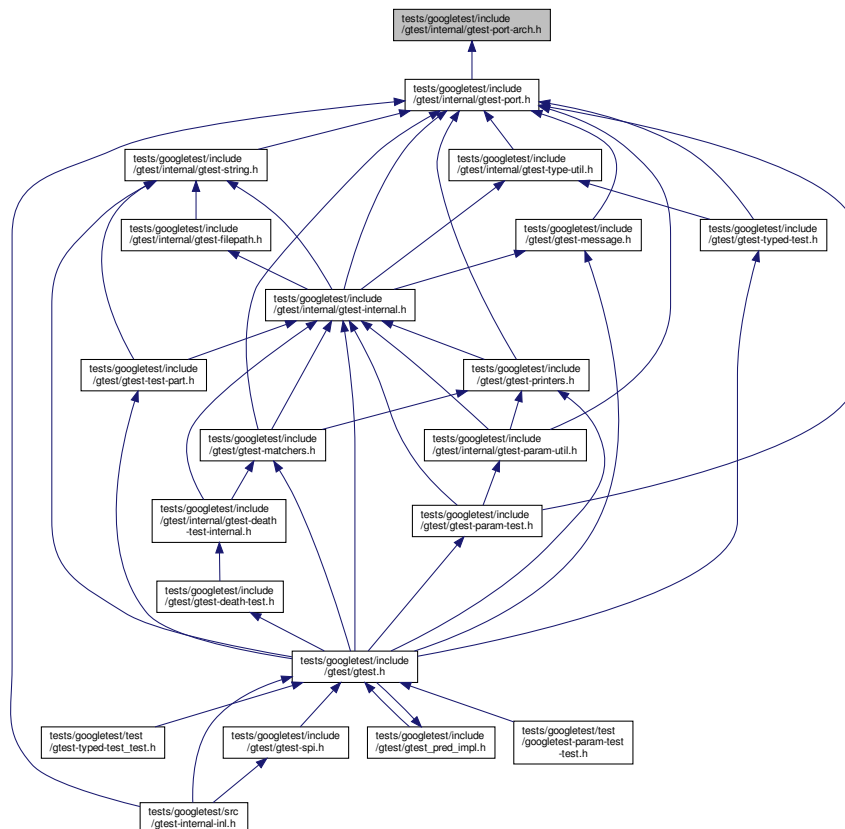 tests/googletest/include
/gtest/internal/gtest-port-arch.h
tests/googletest/include
/gtest/internal/gtest-port.h
tests/googletest/include
/gtest/internal/gtest-string.h
tests/googletest/include
/gtest/internal/gtest-type-util.h
tests/googletest/include
/gtest/internal/gtest-filepath.h
tests/googletest/include
/gtest/gtest-message.h
tests/googletest/include
/gtest/gtest-typed-test.h
tests/googletest/include
/gtest/internal/gtest-internal.h
tests/googletest/include
/gtest/gtest-test-part.h
tests/googletest/include
/gtest/gtest-printers.h
tests/googletest/include
/gtest/gtest-matchers.h
tests/googletest/include
/gtest/internal/gtest-param-util.h
tests/googletest/include
/gtest/internal/gtest-death
-test-internal.h
tests/googletest/include
/gtest/gtest-param-test.h
tests/googletest/include
/gtest/gtest-death-test.h
tests/googletest/include
/gtest/gtest.h
tests/googletest/test
/gtest-typed-test_test.h
tests/googletest/include
/gtest/gtest-spi.h
tests/googletest/include
/gtest/gtest_pred_impl.h
tests/googletest/test
/googletest-param-test
-test.h
tests/googletest/src
/gtest-internal-inl.h